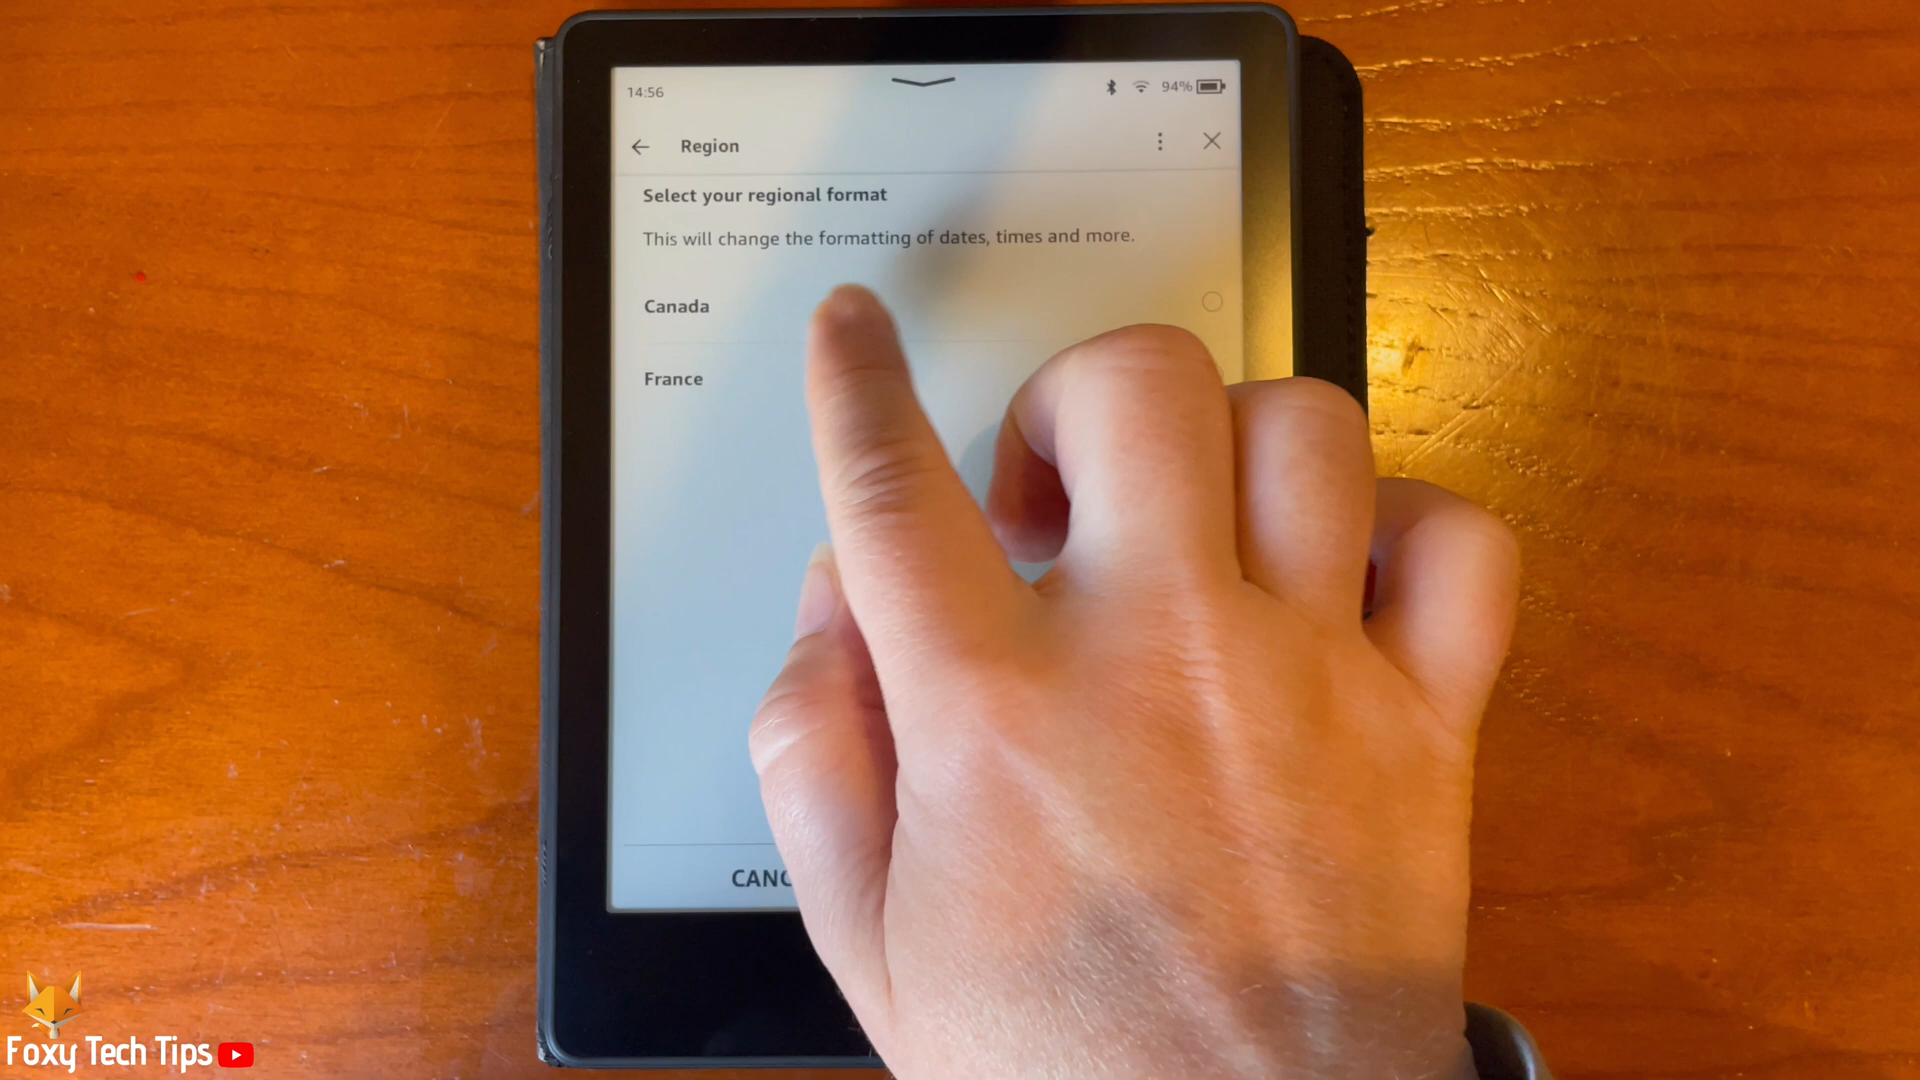 14:56
94%
Region
Select your regional format
This will change the formatting of dates, times and more.
Canada
France
Foxy Tech Tips